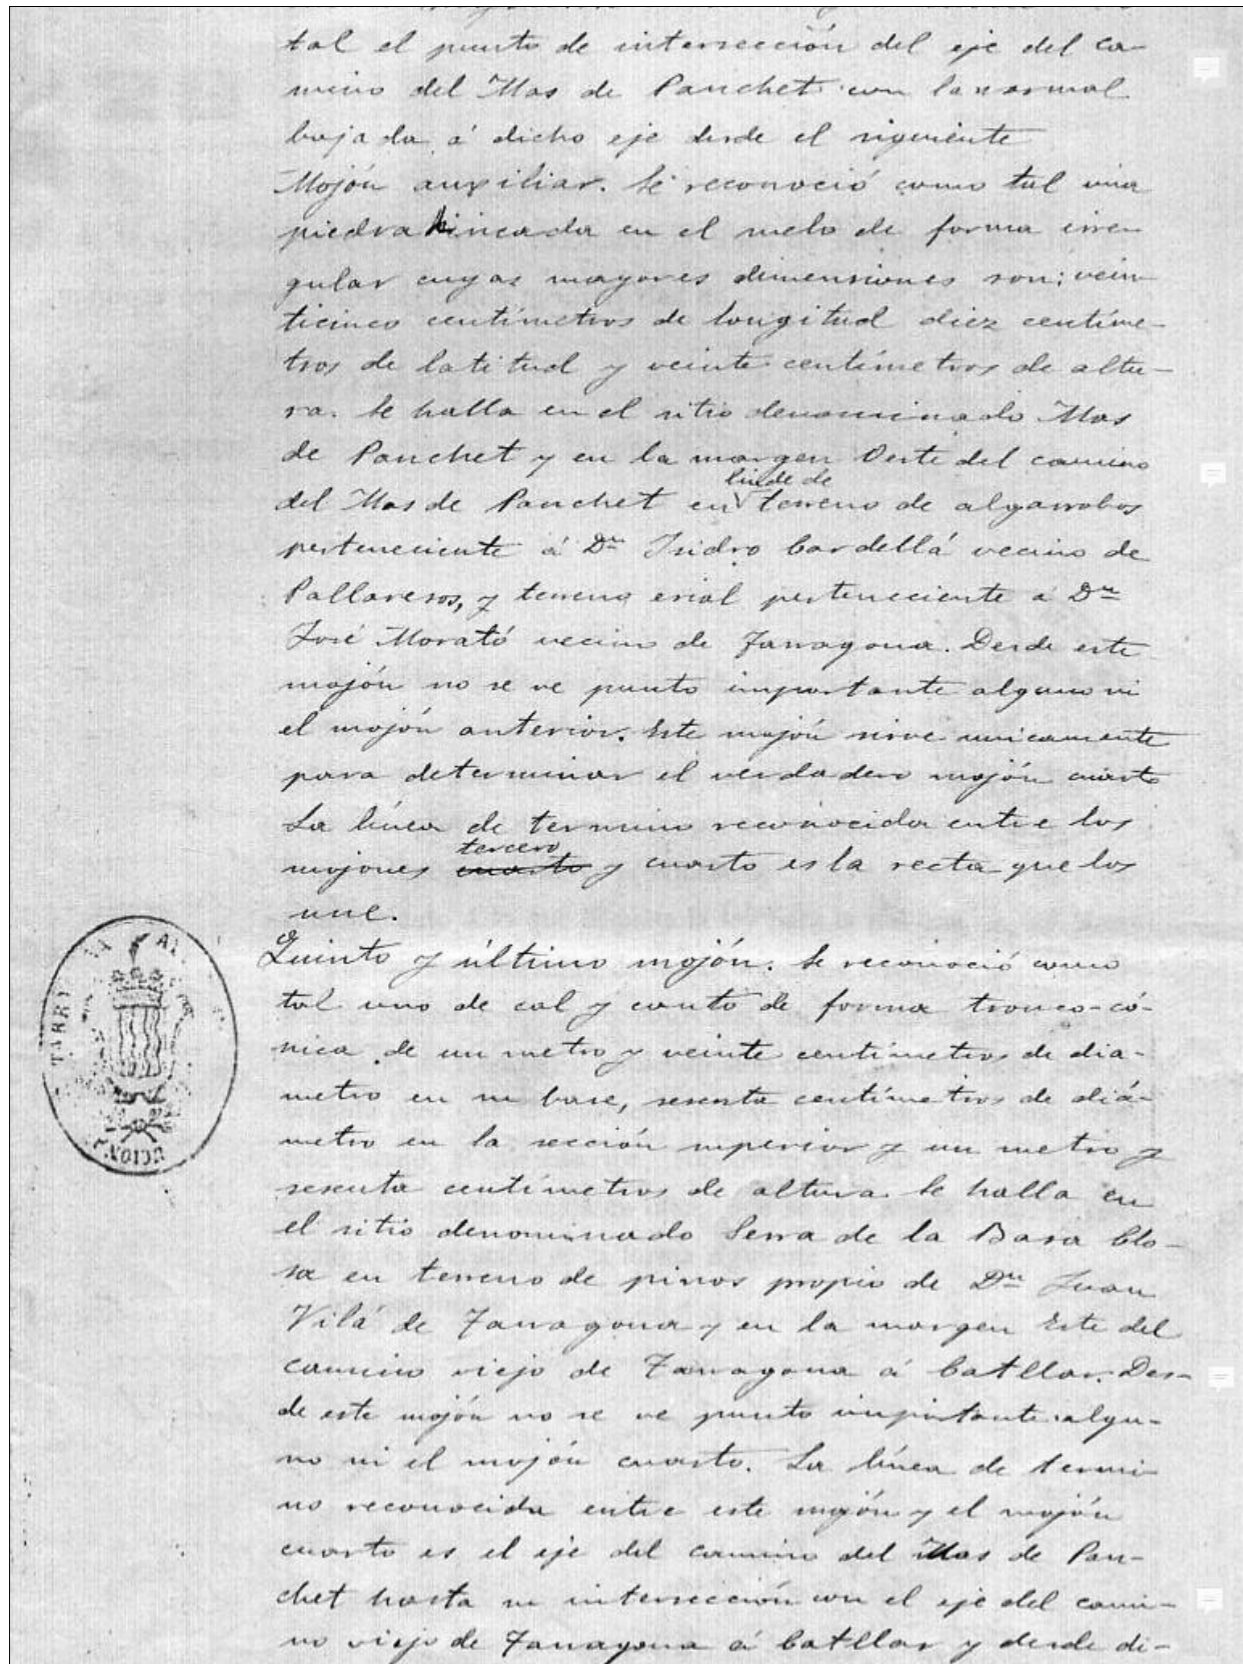 tal el punto de intersección del eje del ca-
mino del Mas de Panchet con la normal
bajada á dicho eje desde el siguiente
Mojón auxiliar. Se reconoció como tal una
piedra hincada en el suelo de forma irre-
gular cuyas mayores dimensiones son: vein
ticinco centímetros de longitud diez centíme-
tros de latitud y veinte centímetros de altu-
ra. Se halla en el sitio denominado Mas
de Panchet y en la margen Oeste del camino
linde de
del Mas de Panchet en terreno de algarrobos
perteneciente á Dn Isidro Cardellá vecino de
Pallaresos, y terreno erial perteneciente á Dn
José Morató vecino de Tarragona. Desde este
mojón no se ve punto importante alguno ni
el mojón anterior. Este mojón sirve unicamente
para determinar el verdadero mojón cuarto
La línea de termino reconocida entre los
tercero
mojones cuarto y cuarto es la recta que los
une.
Quinto y último mojón. Se reconoció como
tal uno de cal y canto de forma tronco-có-
nica de un metro y veinte centímetros de dia-
metro en su base, sesenta centímetros de diá-
metro en la sección superior y un metro y
sesenta centímetros de altura. Se halla en
el sitio denominado Serra de la Basa Clo-
sa en terreno de pinos propio de Dn Juan
Vilá de Tarragona y en la margen Este del
camino viejo de Tarragona á Catllar. Des-
de este mojón no se ve punto importante algu-
no ni el mojón cuarto. La línea de termi-
no reconocida entre este mojón y el mojón
cuarto es el eje del camino del Mas de Pan-
chet hasta su intersección con el eje del cami-
no viejo de Tarragona á Catllar y desde di-